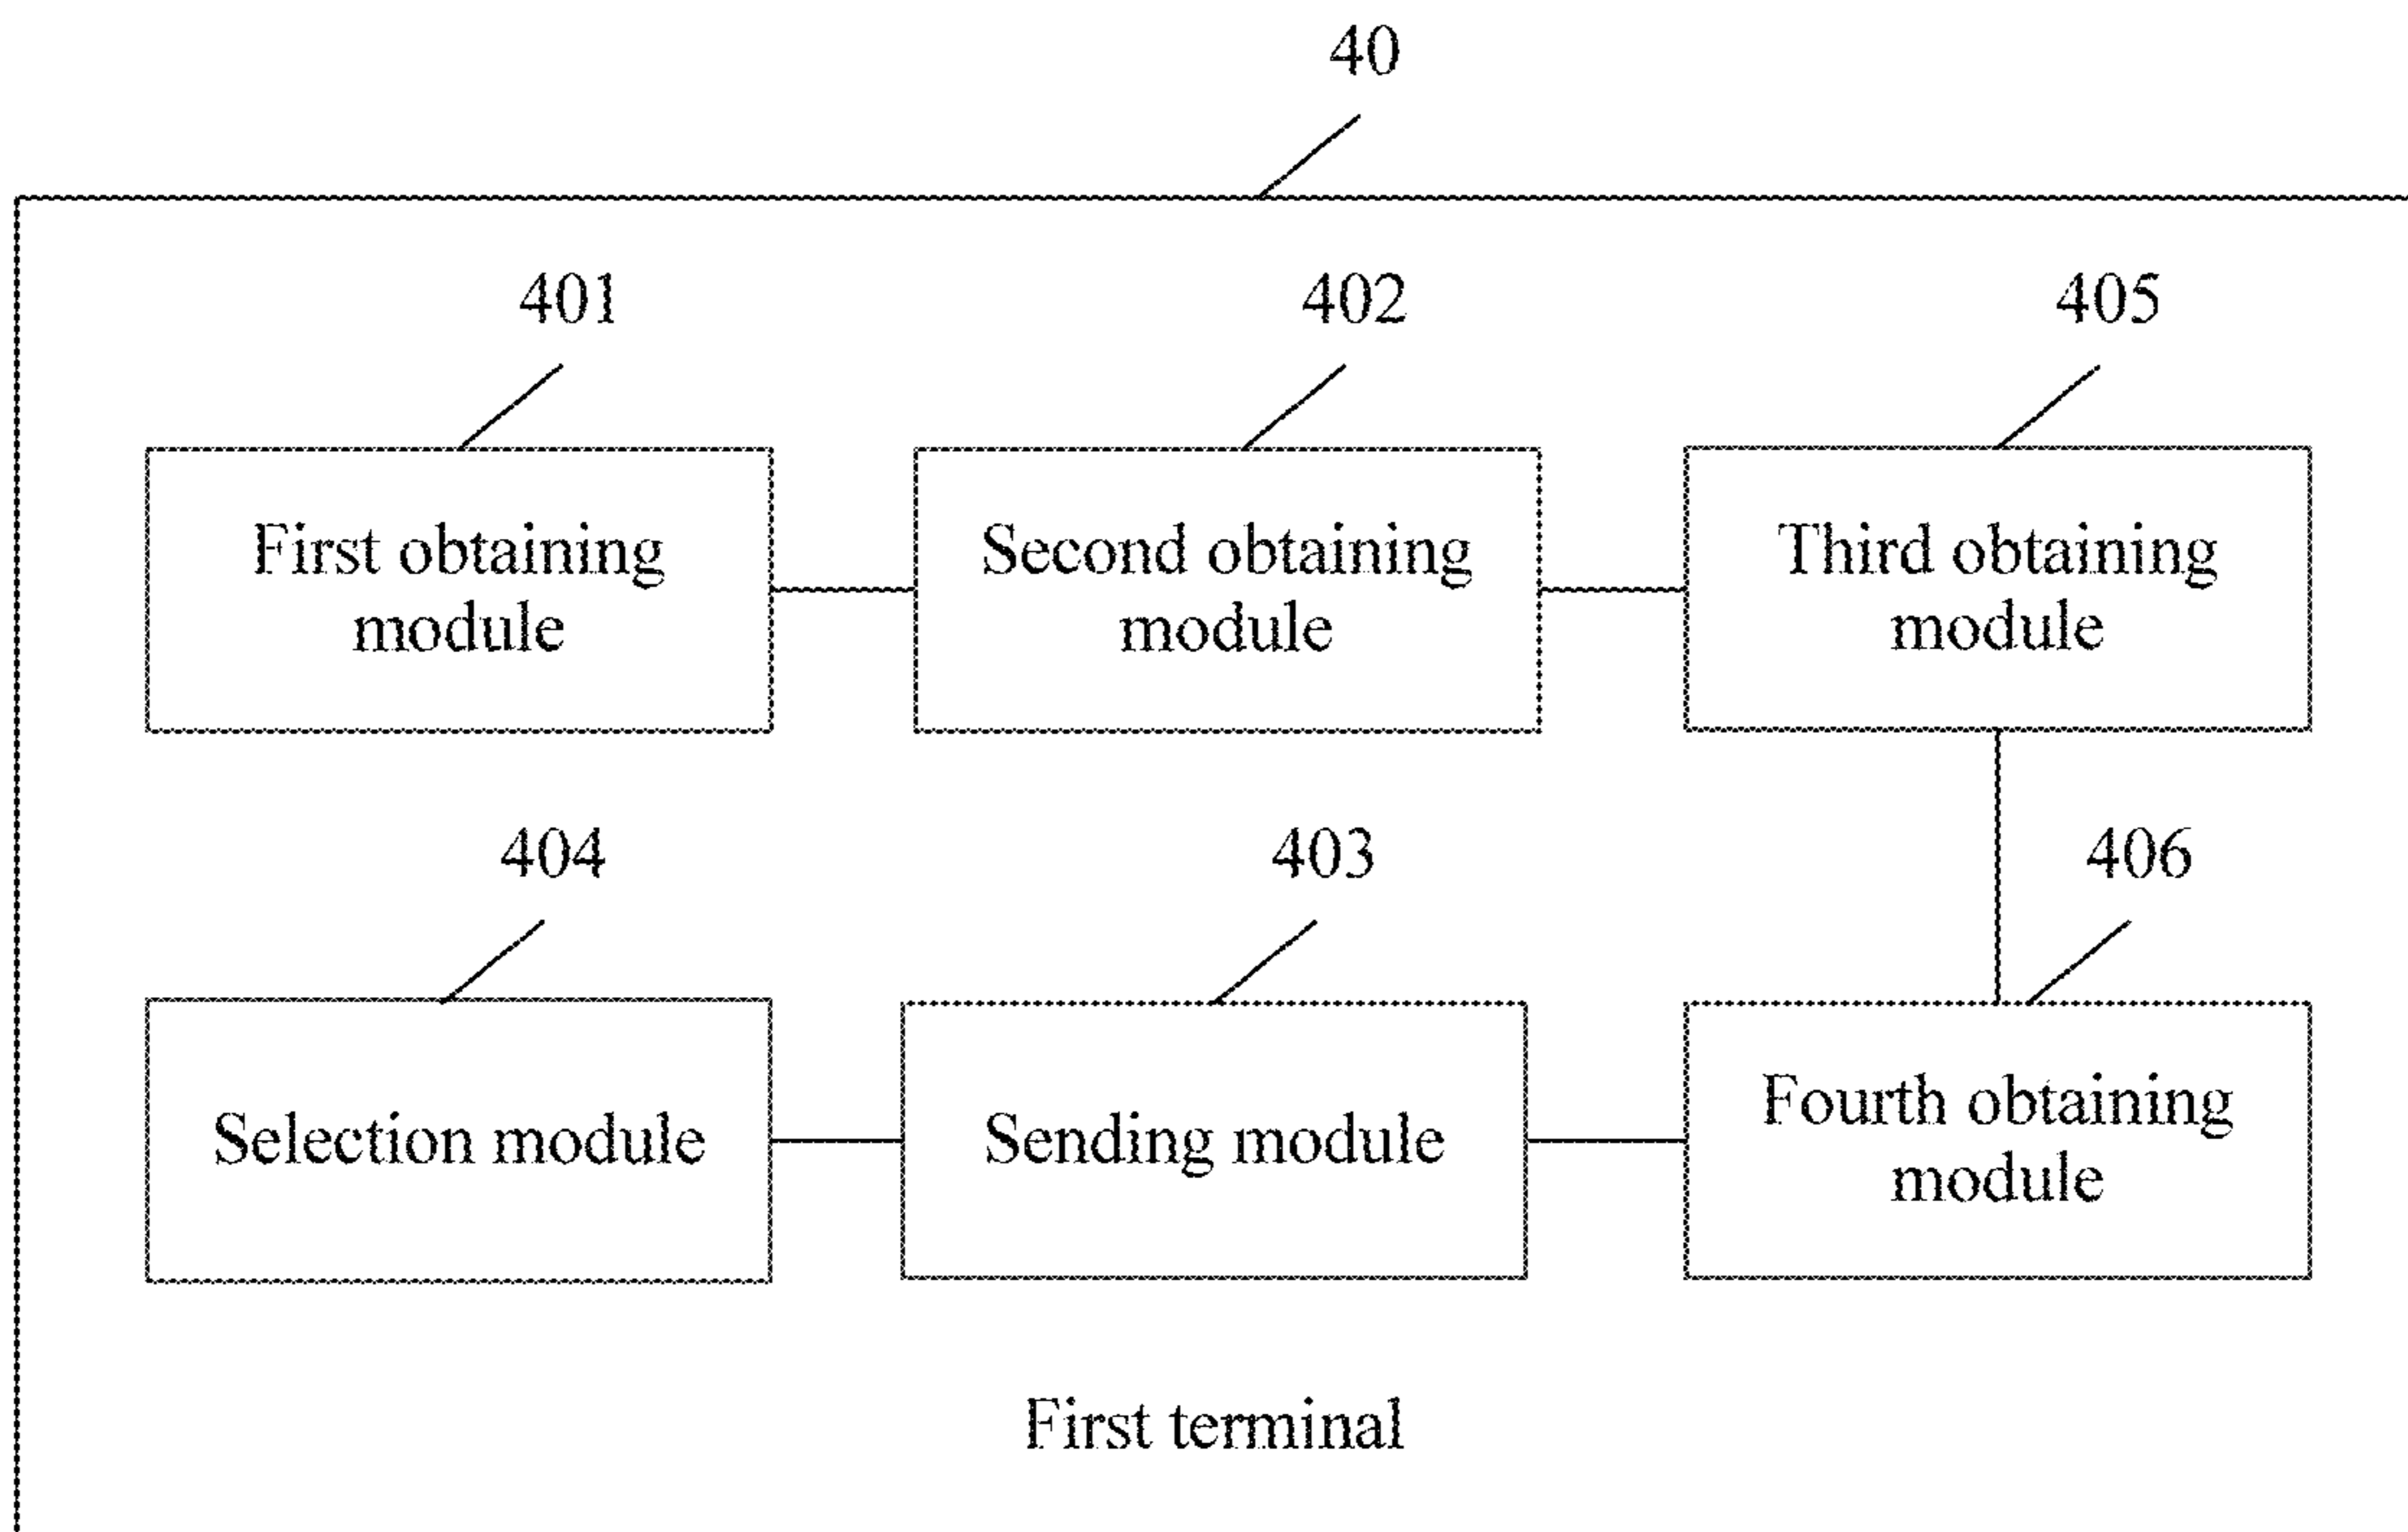 40
401
402
405
First obtaining
module
Second obtaining
module
Third obtaining
module
404
403
406
Selection module
Sending module
Fourth obtaining
module
First terminal